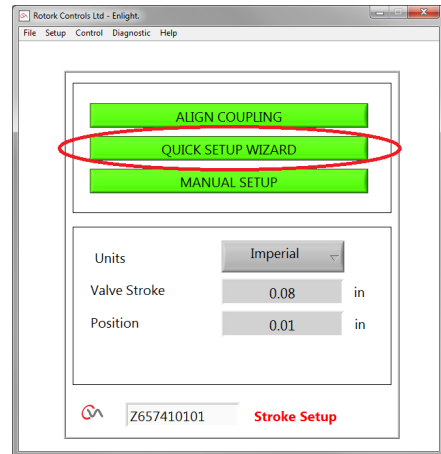 Rotork Controls Ltd - Enlight.
File Setup Control Diagnostic Help
ALIGN COUPLING
QUICK SETUP WIZARD
MANUAL SETUP
Units Imperial
Valve Stroke 0.08 in
Position 0.01 in
Z657410101 Stroke Setup